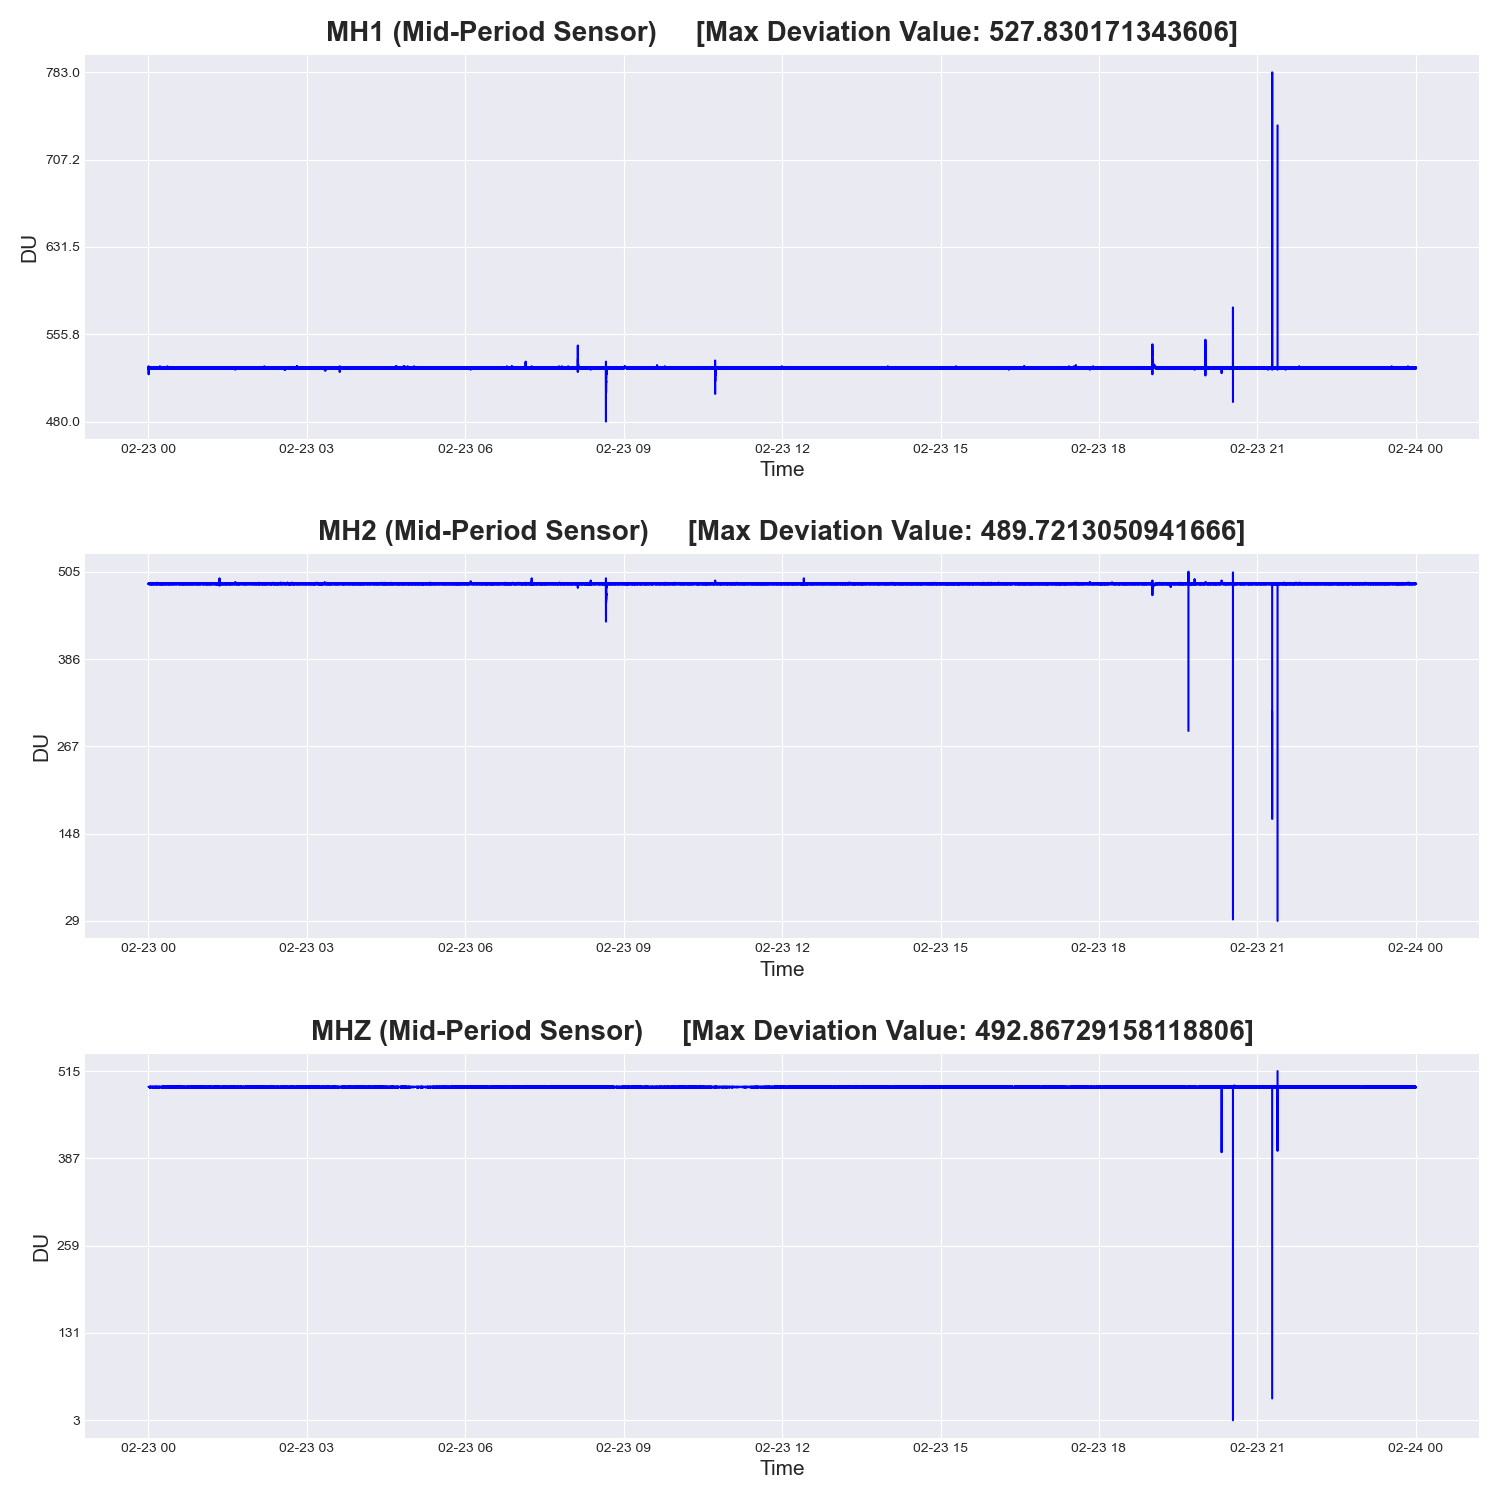 MH1 (Mid-Period Sensor) [Max Deviation Value: 527.830171343606]
783.0
707.2
631.5
555.8
480.0
DU
02-23 00 02-23 03 02-23 06 02-23 09 02-23 12 02-23 15 02-23 18 02-23 21 02-24 00
Time
MH2 (Mid-Period Sensor) [Max Deviation Value: 489.7213050941666]
505
386
267
148
29
DU
02-23 00 02-23 03 02-23 06 02-23 09 02-23 12 02-23 15 02-23 18 02-23 21 02-24 00
Time
MHZ (Mid-Period Sensor) [Max Deviation Value: 492.86729158118806]
515
387
259
131
3
DU
02-23 00 02-23 03 02-23 06 02-23 09 02-23 12 02-23 15 02-23 18 02-23 21 02-24 00
Time